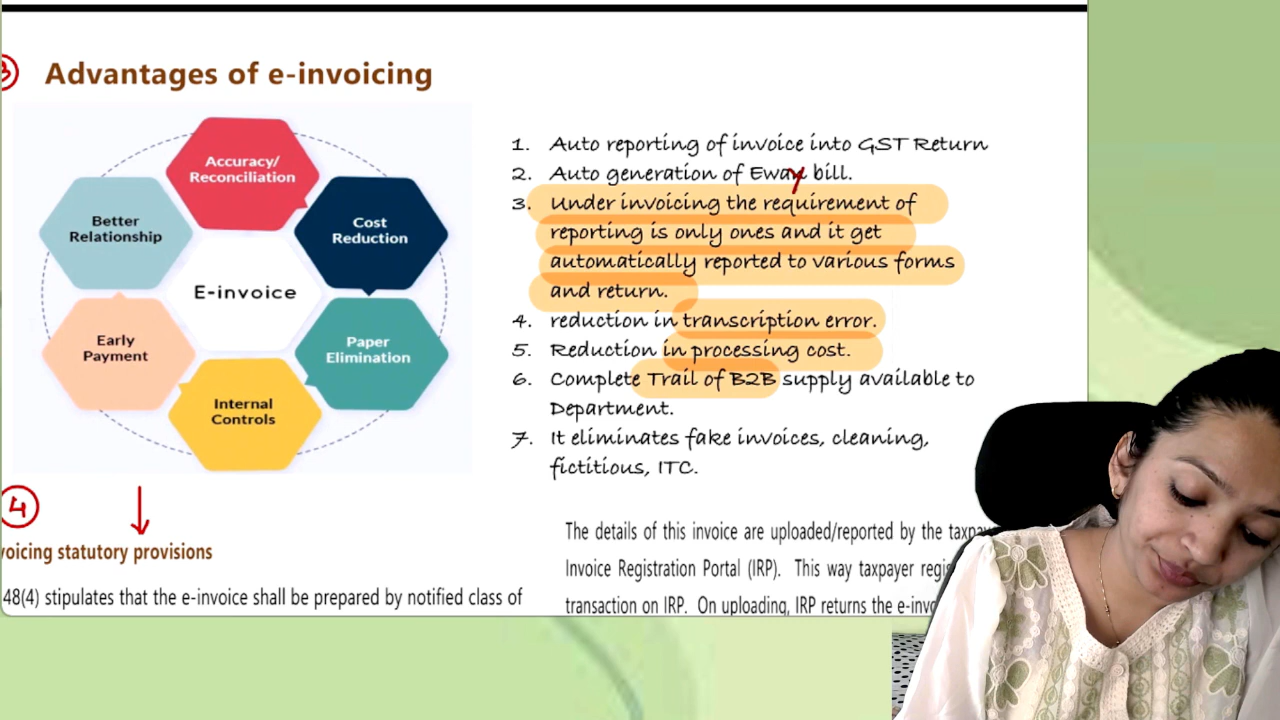 3
Advantages of e-invoicing
Accuracy/
Reconciliation
Better
Relationship
Cost
Reduction
E-invoice
Early
Payment
Paper
Elimination
Internal
Controls
1. Auto reporting of invoice into GST Return
2. Auto generation of Eway bill.
3. Under invoicing the requirement of
reporting is only ones and it get
automatically reported to various forms
and return.
4. reduction in transcription error.
5. Reduction in processing cost.
6. Complete Trail of B2B supply available to
Department.
7. It eliminates fake invoices, cleaning,
fictitious, ITC.
4
voicing statutory provisions
48(4) stipulates that the e-invoice shall be prepared by notified class of
The details of this invoice are uploaded/reported by the
Invoice Registration Portal (IRP). This way taxpayer
transaction on IRP. On uploading, IRP returns the